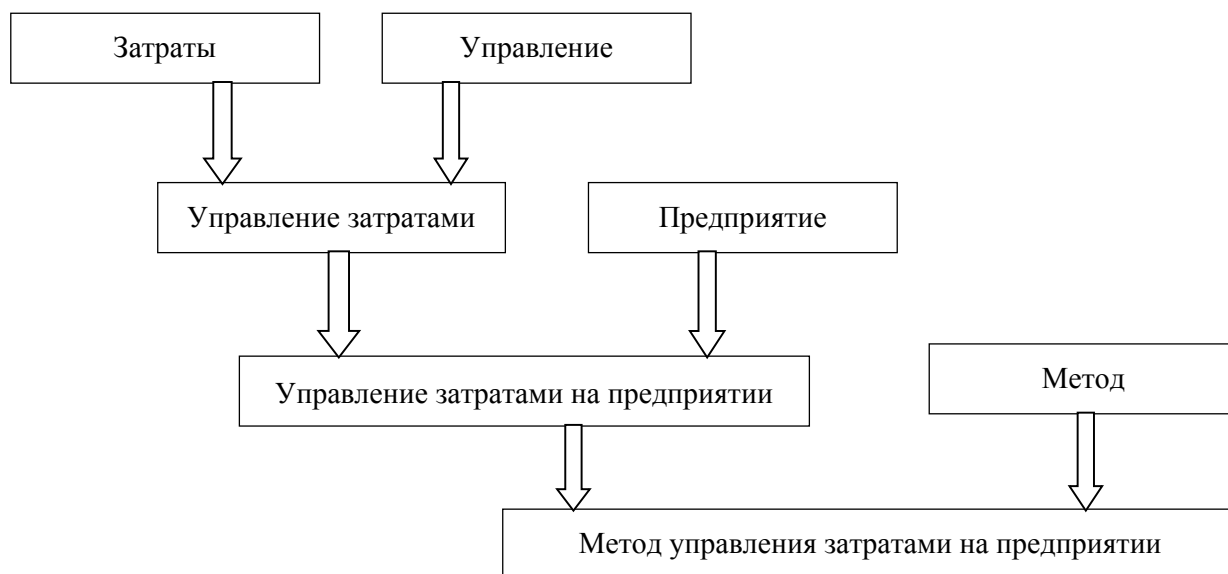 Затраты
Управление
Управление затратами
Предприятие
Управление затратами на предприятии
Метод
Метод управления затратами на предприятии